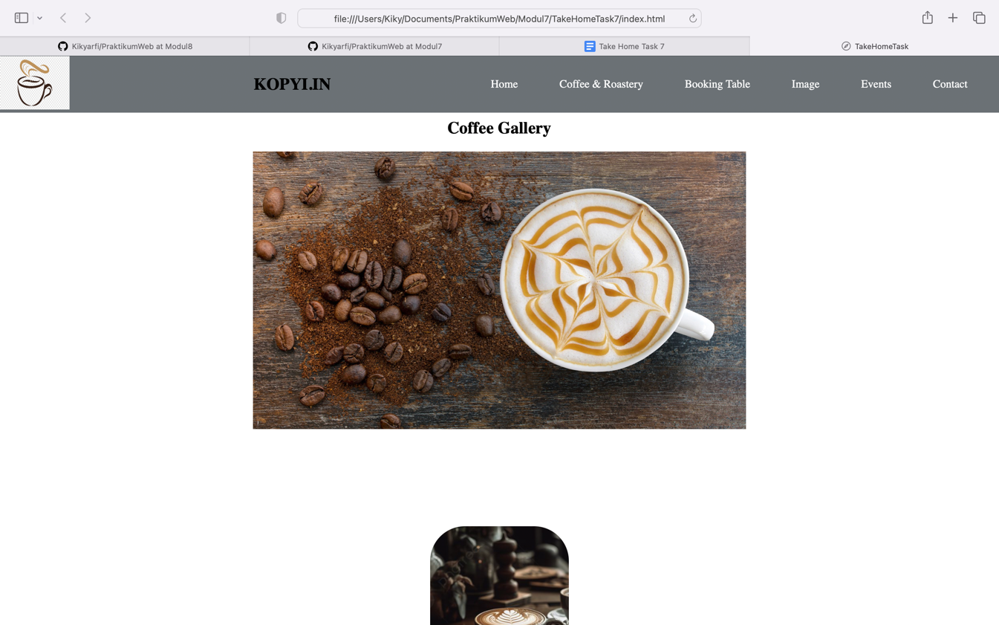 file:///Users/Kiky/Documents/PraktikumWeb/Modul7/TakeHomeTask7/index.html
Kikyarfi/PraktikumWeb at Modul8
Kikyarfi/PraktikumWeb at Modul7
Take Home Task 7
TakeHomeTask
KOPYI.IN
Home
Coffee & Roastery
Booking Table
Image
Events
Contact
Coffee Gallery